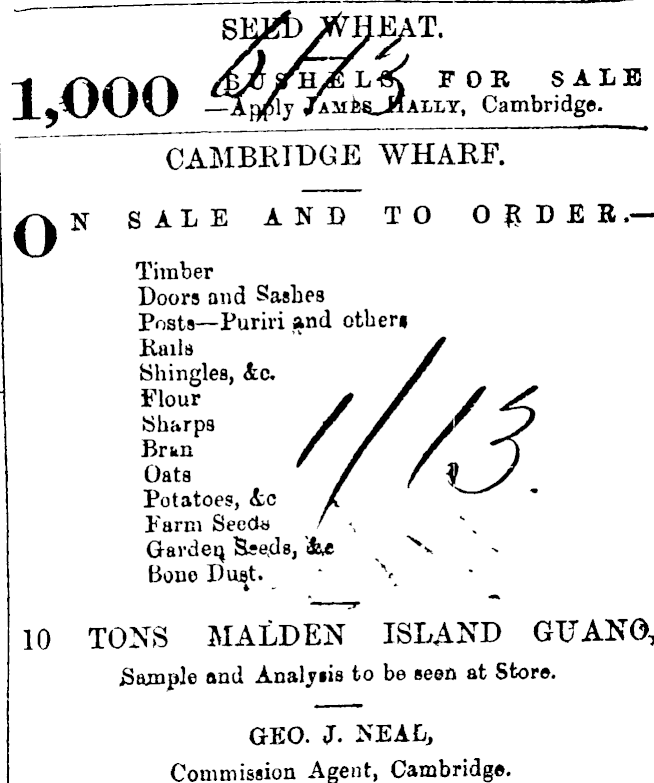 SEED WHEAT.
1,000 BUSHELS FOR SALE
—Apply JAMES HALLY, Cambridge.
CAMBRIDGE WHARF.
ON SALE AND TO ORDER.—
Timber
Doors and Sashes
Posts—Puriri and others
Rails
Shingles, &c.
Flour
Sharps
Bran
Oats
Potatoes, &c
Farm Seeds
Garden Seeds, &c
Bone Dust.
1/13.
10 TONS MALDEN ISLAND GUANO,
Sample and Analysis to be seen at Store.
GEO. J. NEAL,
Commission Agent, Cambridge.